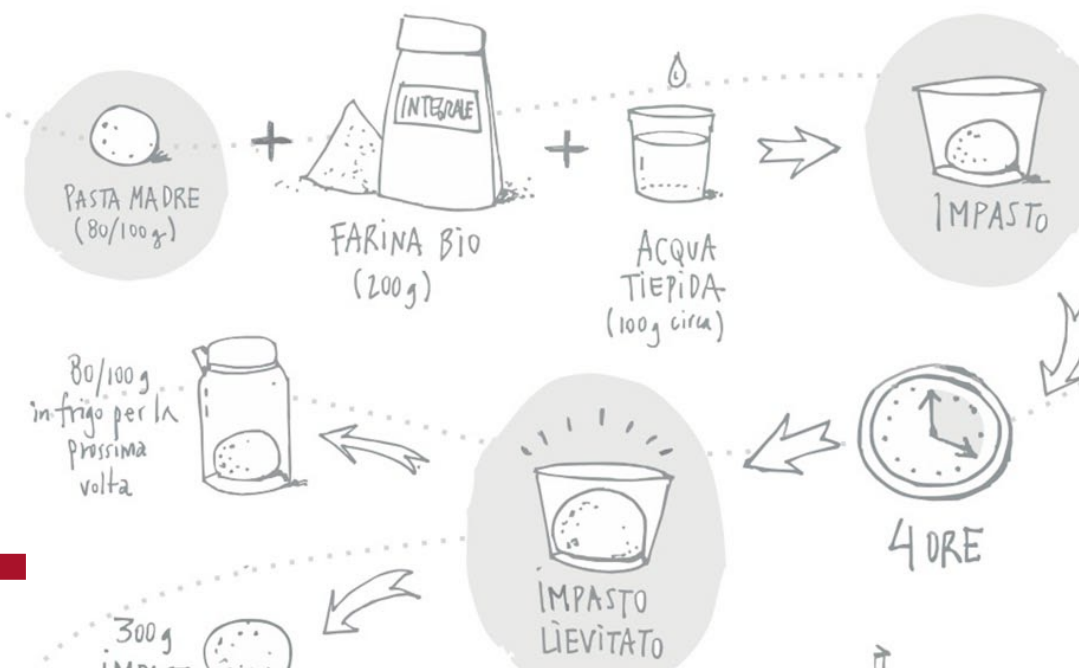 PASTA MADRE
(80/100 g)
INTEGRALE
FARINA BIO
(200 g)
ACQUA
TIEPIDA
(100 g circa)
IMPASTO
4 ORE
IMPASTO
LIEVITATO
80/100 g
in frigo per la
prossima
volta
300 g